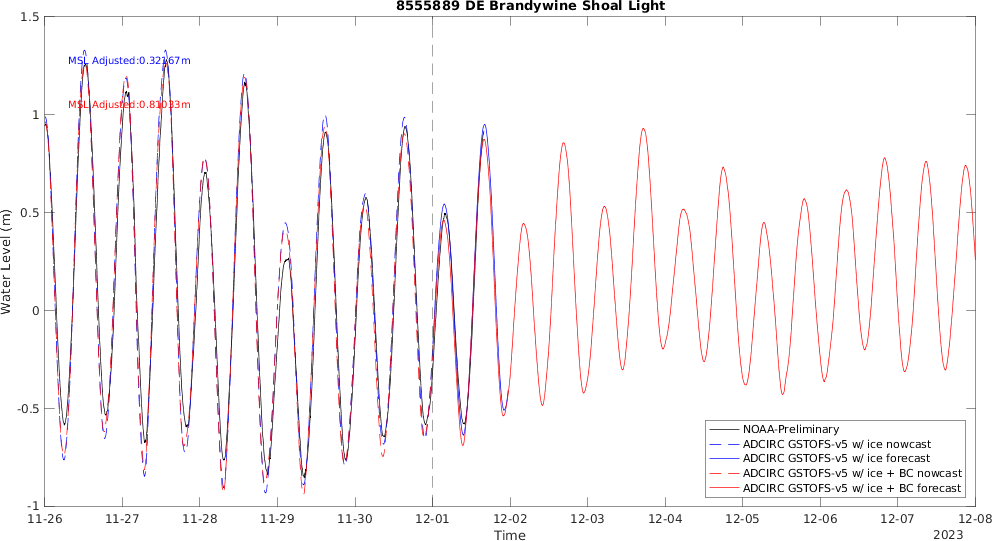 8555889 DE Brandywine Shoal Light
1.5
1
0.5
0
-0.5
-1
Water Level (m)
MSL Adjusted:0.32167m
MSL Adjusted:0.81033m
NOAA-Preliminary
ADCIRC GSTOFS-v5 w/ ice nowcast
ADCIRC GSTOFS-v5 w/ ice forecast
ADCIRC GSTOFS-v5 w/ ice + BC nowcast
ADCIRC GSTOFS-v5 w/ ice + BC forecast
11-26 11-27 11-28 11-29 11-30 12-01 12-02 12-03 12-04 12-05 12-06 12-07 12-08
Time
2023